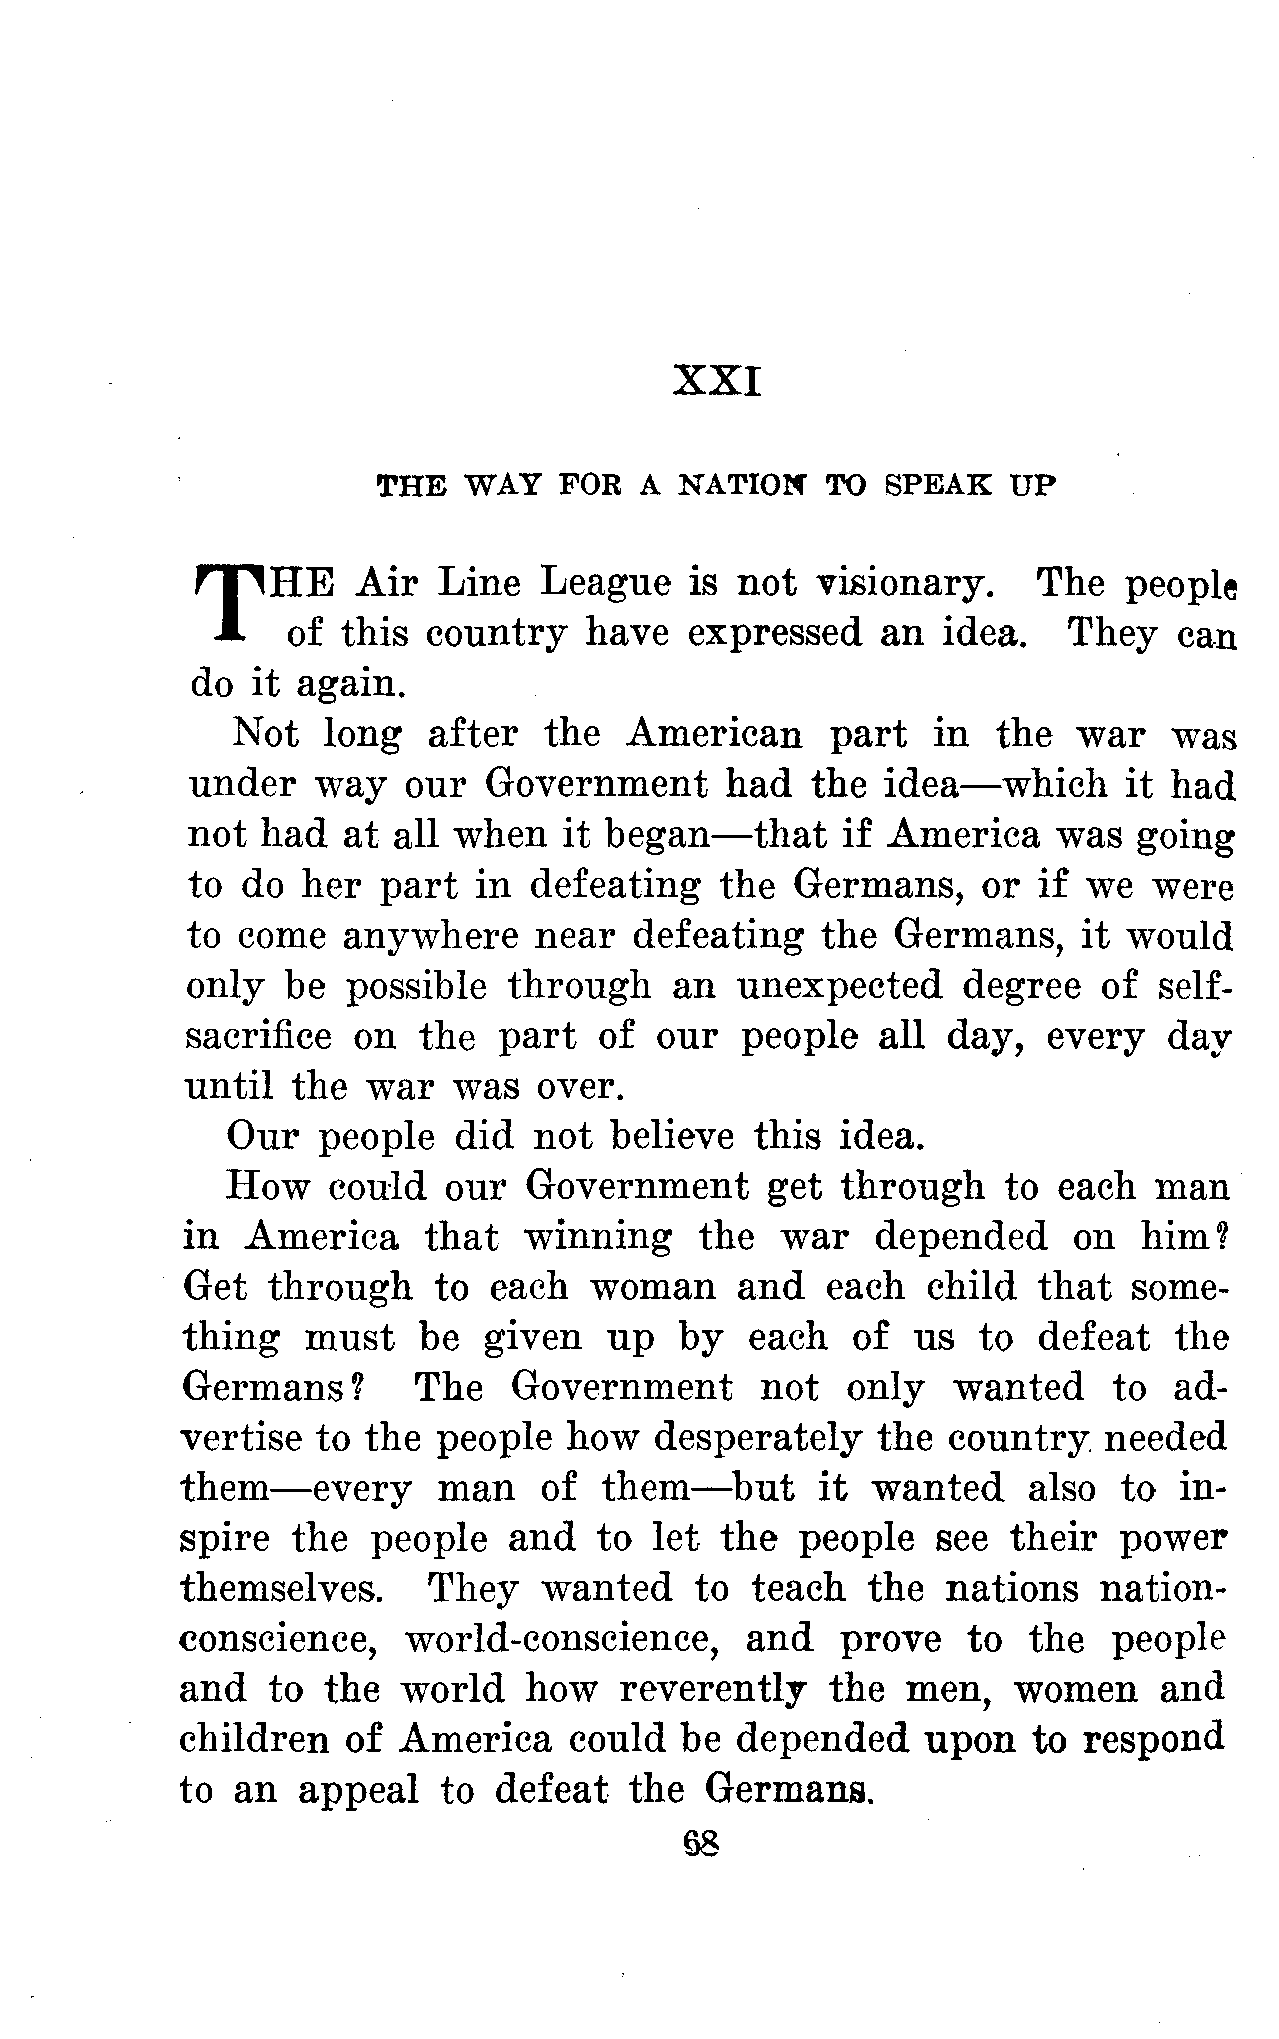 XXI
THE WAY FOR A NATION TO SPEAK UP
THE Air Line League is not visionary. The people
of this country have expressed an idea. They can
do it again.
Not long after the American part in the war was
under way our Government had the idea—which it had
not had at all when it began—that if America was going
to do her part in defeating the Germans, or if we were
to come anywhere near defeating the Germans, it would
only be possible through an unexpected degree of self-
sacrifice on the part of our people all day, every day
until the war was over.
Our people did not believe this idea.
How could our Government get through to each man
in America that winning the war depended on him?
Get through to each woman and each child that some-
thing must be given up by each of us to defeat the
Germans? The Government not only wanted to ad-
vertise to the people how desperately the country needed
them—every man of them—but it wanted also to in-
spire the people and to let the people see their power
themselves. They wanted to teach the nations nation-
conscience, world-conscience, and prove to the people
and to the world how reverently the men, women and
children of America could be depended upon to respond
to an appeal to defeat the Germans.
68